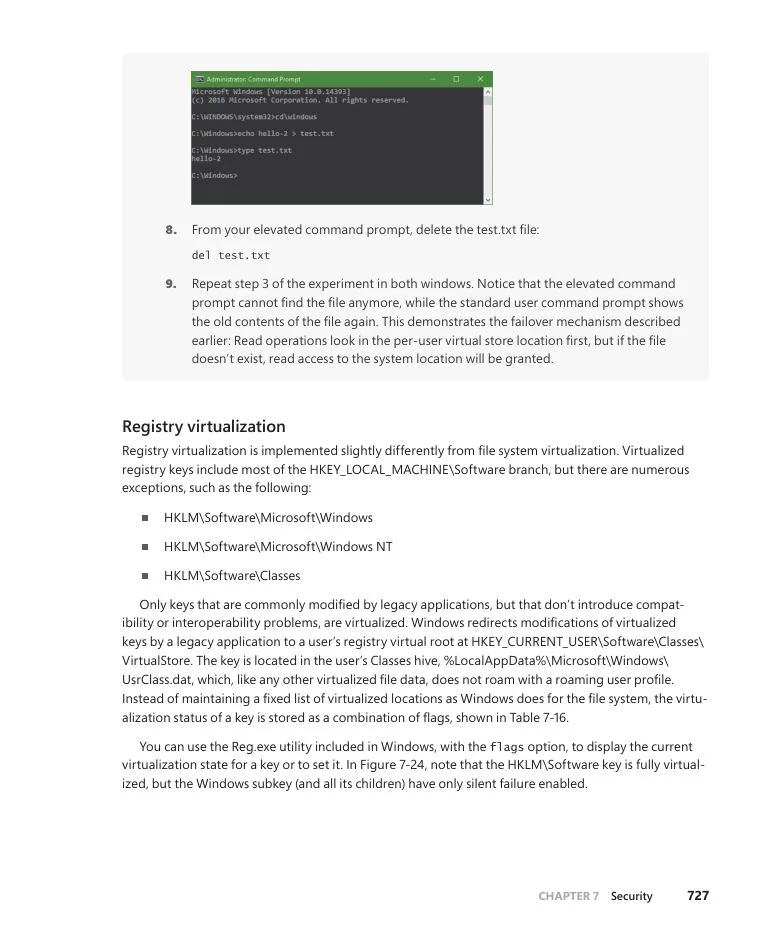 Administrator: Command Prompt
Microsoft Windows [Version 10.0.14393]
(c) 2016 Microsoft Corporation. All rights reserved.
C:\WINDOWS\system32>cd\windows
C:\Windows>echo hello-2 > test.txt
C:\Windows>type test.txt
hello-2
C:\Windows>
8. From your elevated command prompt, delete the test.txt file:
del test.txt
9. Repeat step 3 of the experiment in both windows. Notice that the elevated command
prompt cannot find the file anymore, while the standard user command prompt shows
the old contents of the file again. This demonstrates the failover mechanism described
earlier: Read operations look in the per-user virtual store location first, but if the file
doesn’t exist, read access to the system location will be granted.
Registry virtualization
Registry virtualization is implemented slightly differently from file system virtualization. Virtualized
registry keys include most of the HKEY_LOCAL_MACHINE\Software branch, but there are numerous
exceptions, such as the following:
■ HKLM\Software\Microsoft\Windows
■ HKLM\Software\Microsoft\Windows NT
■ HKLM\Software\Classes
Only keys that are commonly modified by legacy applications, but that don’t introduce compat-
ibility or interoperability problems, are virtualized. Windows redirects modifications of virtualized
keys by a legacy application to a user’s registry virtual root at HKEY_CURRENT_USER\Software\Classes\
VirtualStore. The key is located in the user’s Classes hive, %LocalAppData%\Microsoft\Windows\
UsrClass.dat, which, like any other virtualized file data, does not roam with a roaming user profile.
Instead of maintaining a fixed list of virtualized locations as Windows does for the file system, the virtu-
alization status of a key is stored as a combination of flags, shown in Table 7-16.
You can use the Reg.exe utility included in Windows, with the flags option, to display the current
virtualization state for a key or to set it. In Figure 7-24, note that the HKLM\Software key is fully virtual-
ized, but the Windows subkey (and all its children) have only silent failure enabled.
CHAPTER 7 Security 727